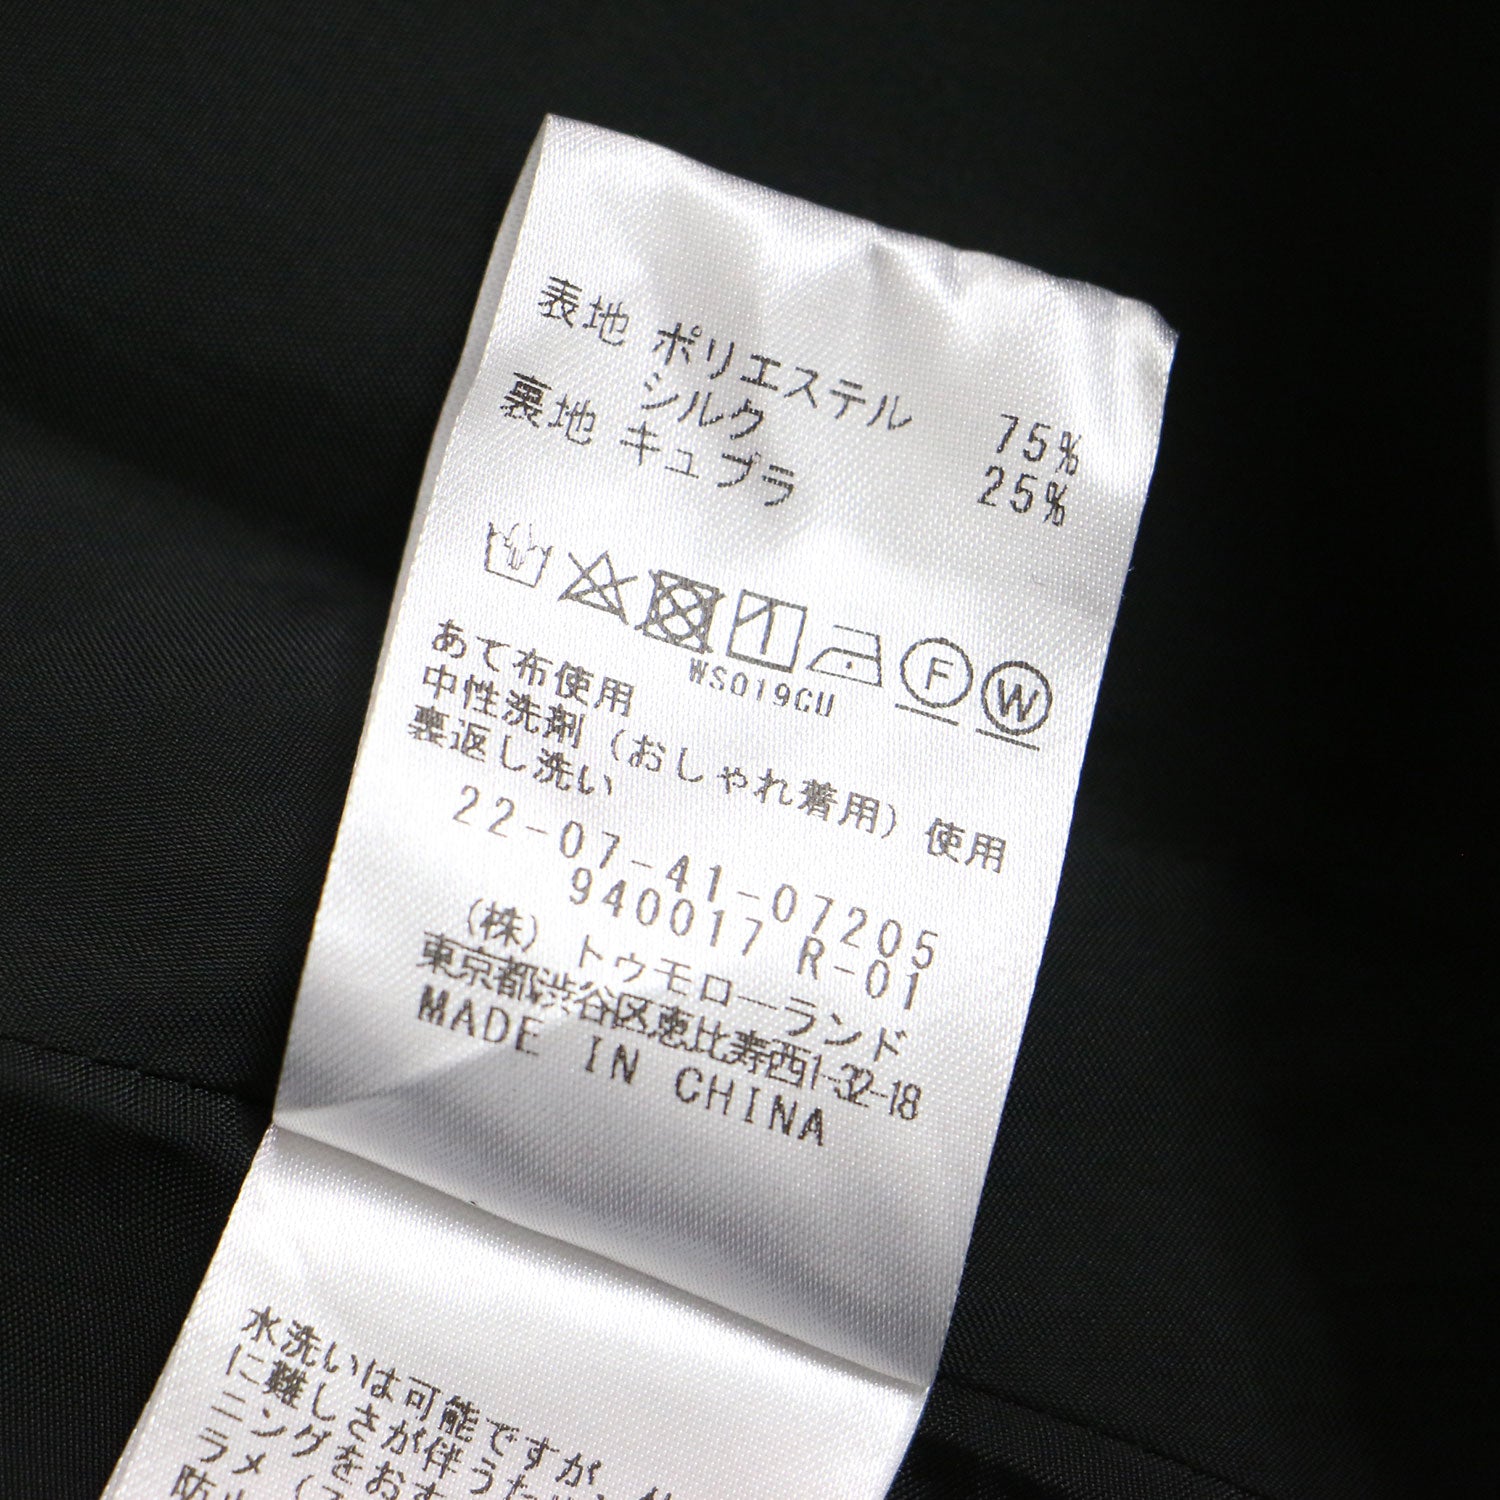 表地 ポリエステル 75%
シルク 25%
裏地 キュプラ
F W
WS019CU
あて布使用
中性洗剤(おしゃれ着用)使用
裏返し洗い
22-07-41-07205
940017 R-01
(株)トゥモローランド
東京都渋谷区恵比寿西1-32-18
MADE IN CHINA
水洗いは可能ですが、
に難しさが伴うた
ニングをおす
ラメ
防止